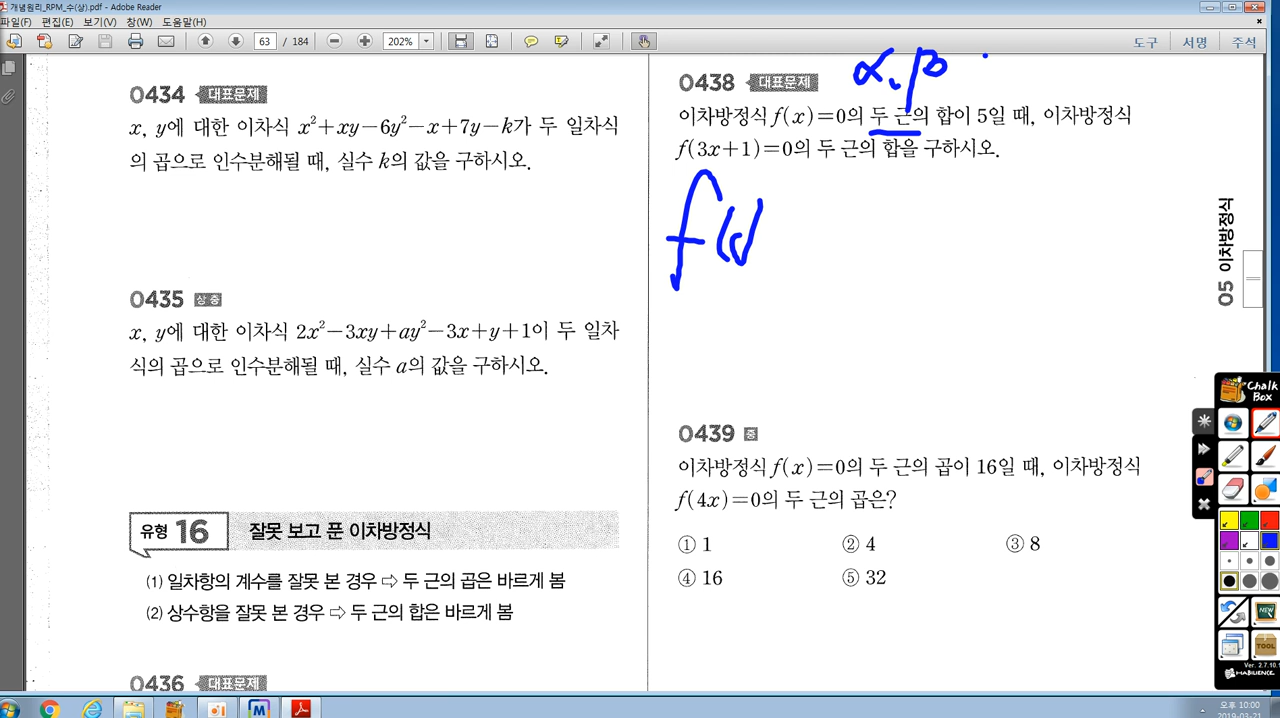 개념원리_RPM_수(상).pdf - Adobe Reader
파일(F) 편집(E) 보기(V) 창(W) 도움말(H)
63 / 184 202% 도구 서명 주석
0434 대표문제
x, y에 대한 이차식 x²+xy−6y²−x+7y−k가 두 일차식
의 곱으로 인수분해될 때, 실수 k의 값을 구하시오.
0435 상 중
x, y에 대한 이차식 2x²−3xy+ay²−3x+y+1이 두 일차
식의 곱으로 인수분해될 때, 실수 a의 값을 구하시오.
유형 16 잘못 보고 푼 이차방정식
(1) 일차항의 계수를 잘못 본 경우 ⇨ 두 근의 곱은 바르게 봄
(2) 상수항을 잘못 본 경우 ⇨ 두 근의 합은 바르게 봄
0436 대표문제
α, β
0438 대표문제
이차방정식 f(x)=0의 두 근의 합이 5일 때, 이차방정식
f(3x+1)=0의 두 근의 합을 구하시오.
0439 중
이차방정식 f(x)=0의 두 근의 곱이 16일 때, 이차방정식
f(4x)=0의 두 근의 곱은?
① 1 ② 4 ③ 8
④ 16 ⑤ 32
05 이차방정식
Chalk Box
NEW
TOOL
Ver. 2.7.10.1
HABILIENCE
오후 10:00
2019-03-21